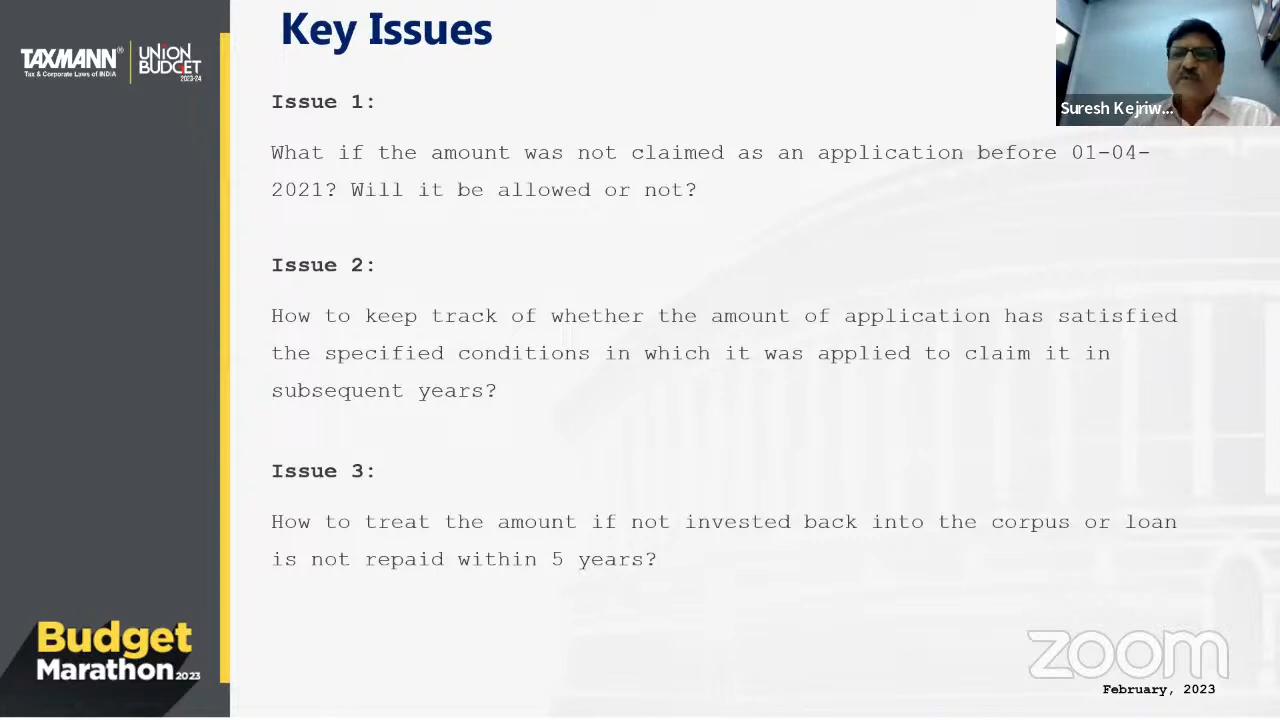 Key Issues
TAXMANN®
Tax & Corporate Laws of INDIA
UNION
BUDGET
2023-24
Suresh Kejriw...
Issue 1:
What if the amount was not claimed as an application before 01-04-
2021? Will it be allowed or not?
Issue 2:
How to keep track of whether the amount of application has satisfied
the specified conditions in which it was applied to claim it in
subsequent years?
Issue 3:
How to treat the amount if not invested back into the corpus or loan
is not repaid within 5 years?
Budget
Marathon 2023
zoom
February, 2023